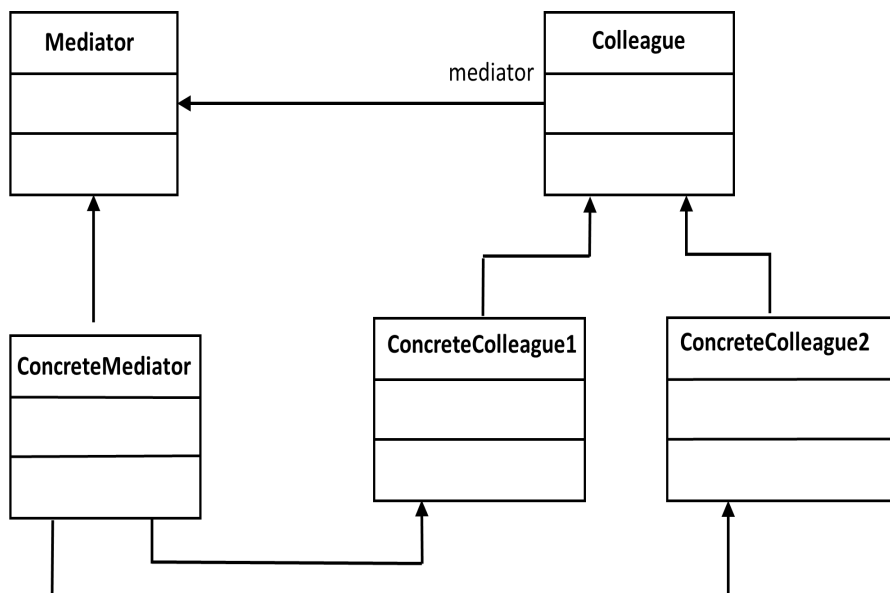 Mediator
Colleague
mediator
ConcreteMediator
ConcreteColleague1
ConcreteColleague2